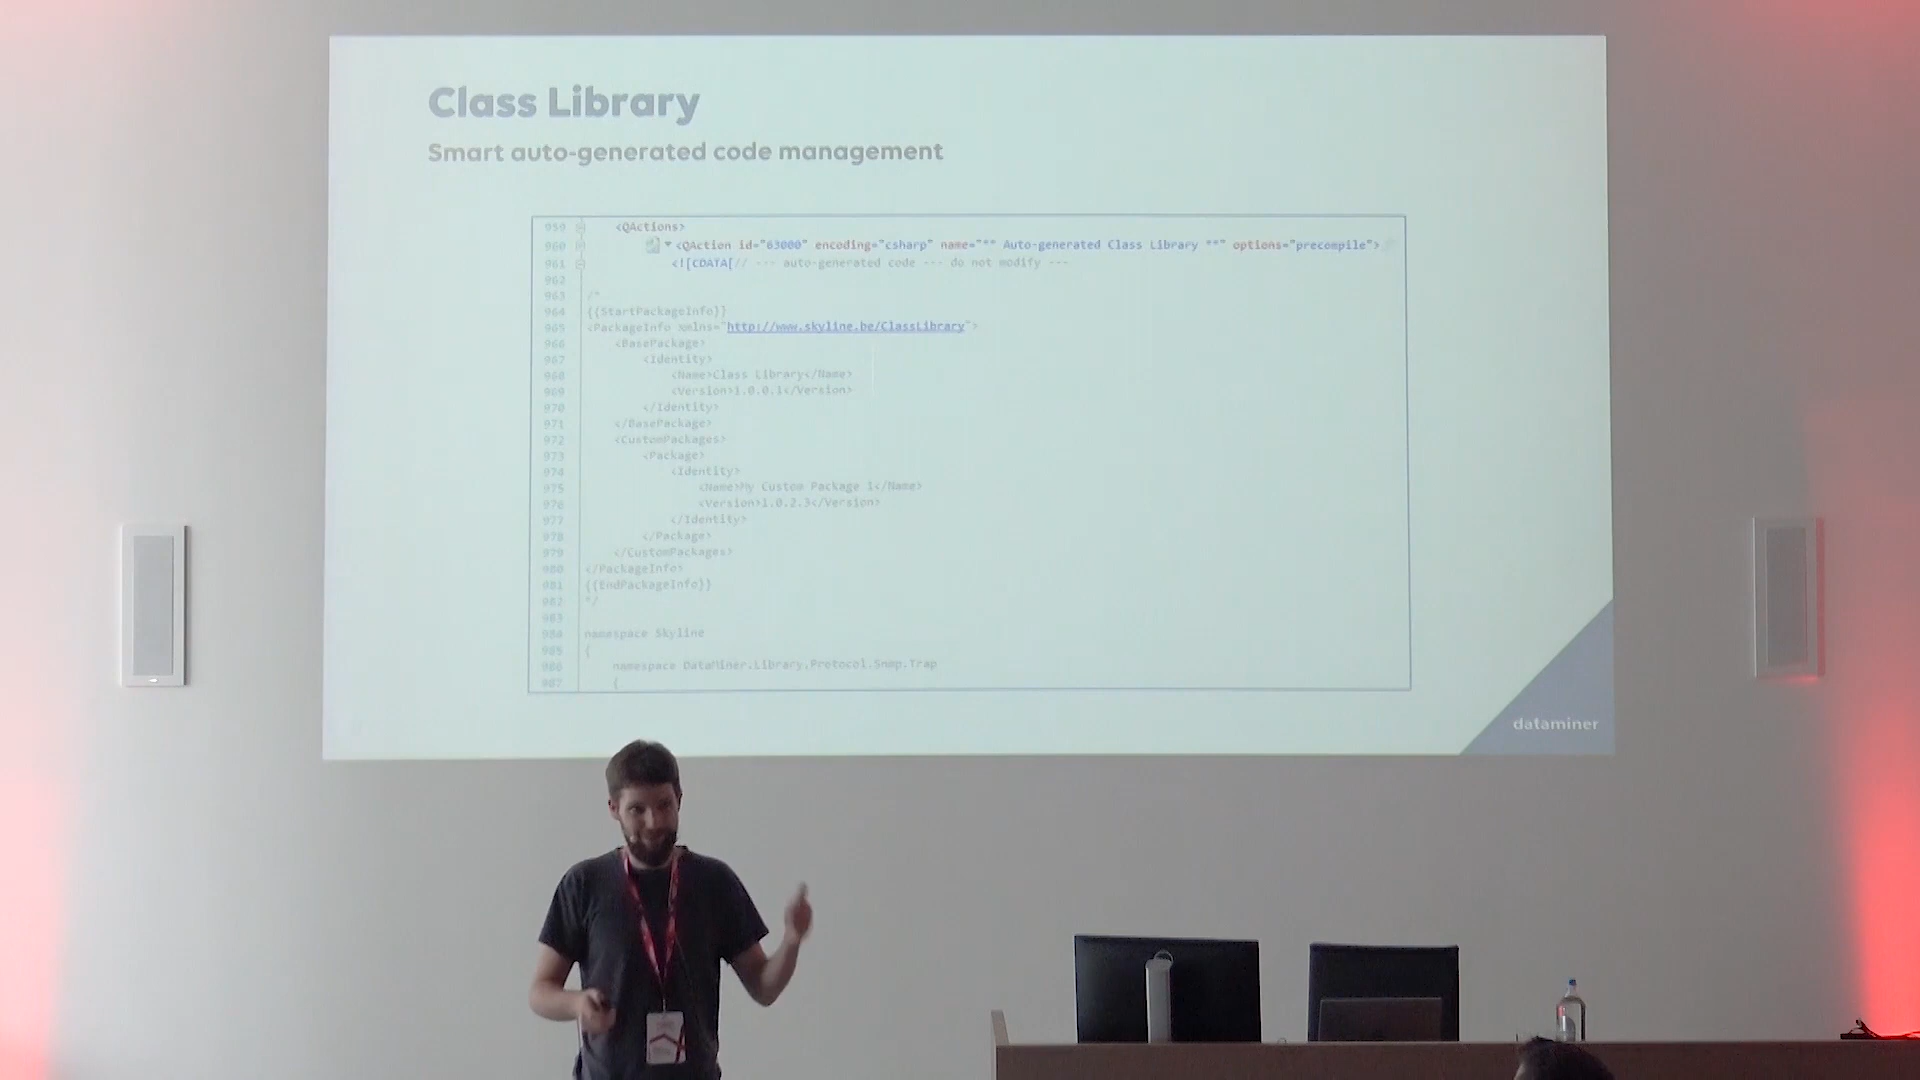 Class Library
Smart auto-generated code management
959 <QActions>
960 <QAction id="63000" encoding="csharp" name="** Auto-generated Class Library **" options="precompile">
961 <![CDATA[// --- auto-generated code --- do not modify ---
962
963 /*
964 {{StartPackageInfo}}
965 <PackageInfo xmlns="http://www.skyline.be/ClassLibrary">
966 <BasePackage>
967 <Identity>
968 <Name>Class Library</Name>
969 <Version>1.0.0.1</Version>
970 </Identity>
971 </BasePackage>
972 <CustomPackages>
973 <Package>
974 <Identity>
975 <Name>My Custom Package 1</Name>
976 <Version>1.0.2.3</Version>
977 </Identity>
978 </Package>
979 </CustomPackages>
980 </PackageInfo>
981 {{EndPackageInfo}}
982 */
983
984 namespace Skyline
985 {
986 namespace DataMiner.Library.Protocol.Snmp.Trap
987 {
dataminer